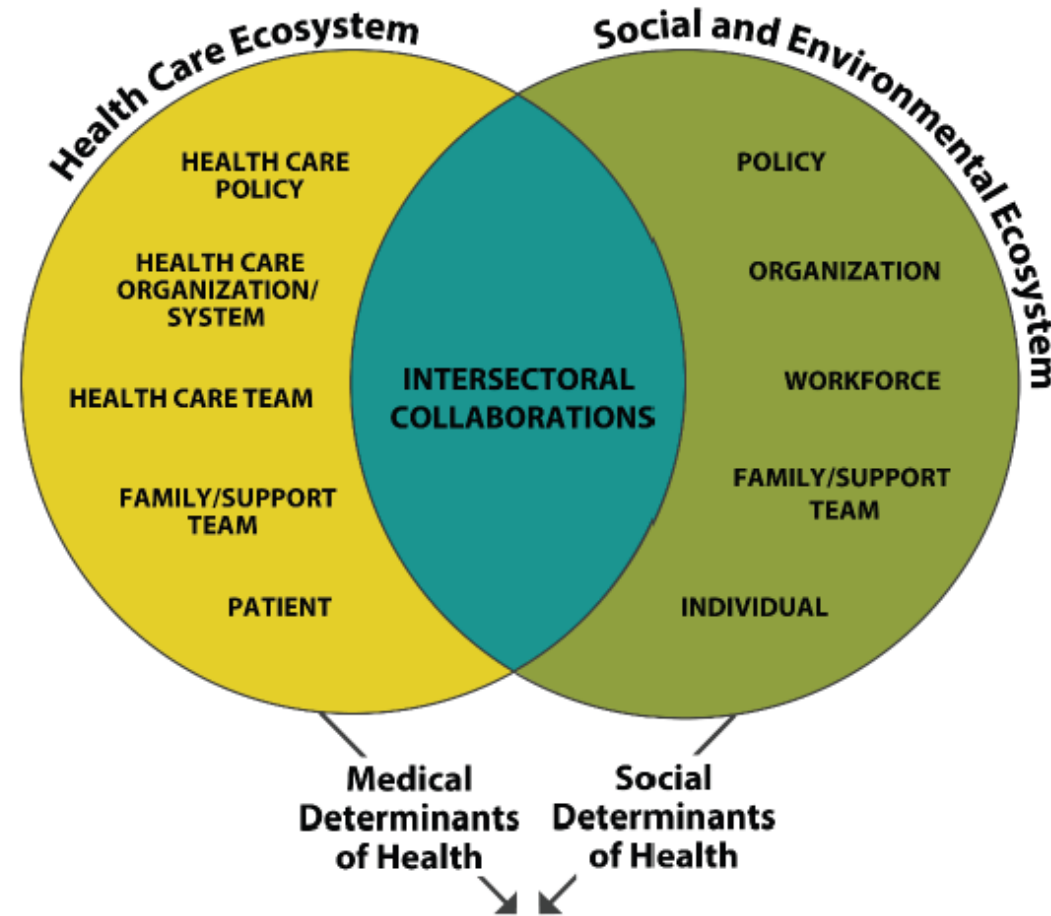 Health Care Ecosystem
Social and Environmental Ecosystem
HEALTH CARE
POLICY
HEALTH CARE
ORGANIZATION/
SYSTEM
HEALTH CARE TEAM
FAMILY/SUPPORT
TEAM
PATIENT
INTERSECTORAL
COLLABORATIONS
POLICY
ORGANIZATION
WORKFORCE
FAMILY/SUPPORT
TEAM
INDIVIDUAL
Medical
Determinants
of Health
Social
Determinants
of Health